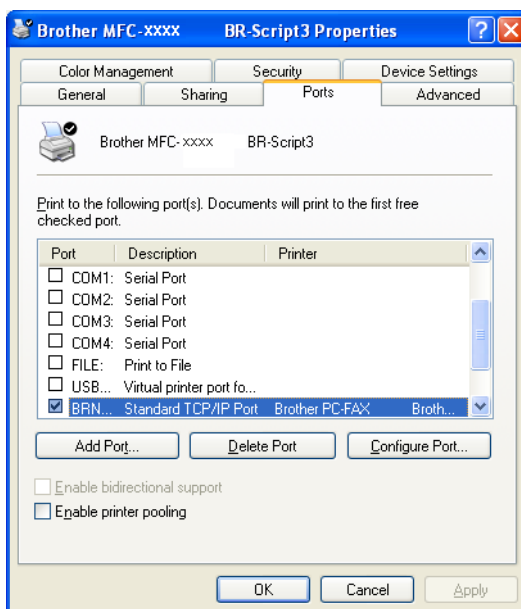 Brother MFC-xxxx BR-Script3 Properties
Color Management Security Device Settings
General Sharing Ports Advanced
Brother MFC- xxxx BR-Script3
Print to the following port(s). Documents will print to the first free
checked port.
Port Description Printer
COM1: Serial Port
COM2: Serial Port
COM3: Serial Port
COM4: Serial Port
FILE: Print to File
USB... Virtual printer port fo...
BRN... Standard TCP/IP Port Brother PC-FAX Broth...
Add Port... Delete Port Configure Port...
Enable bidirectional support
Enable printer pooling
OK Cancel Apply